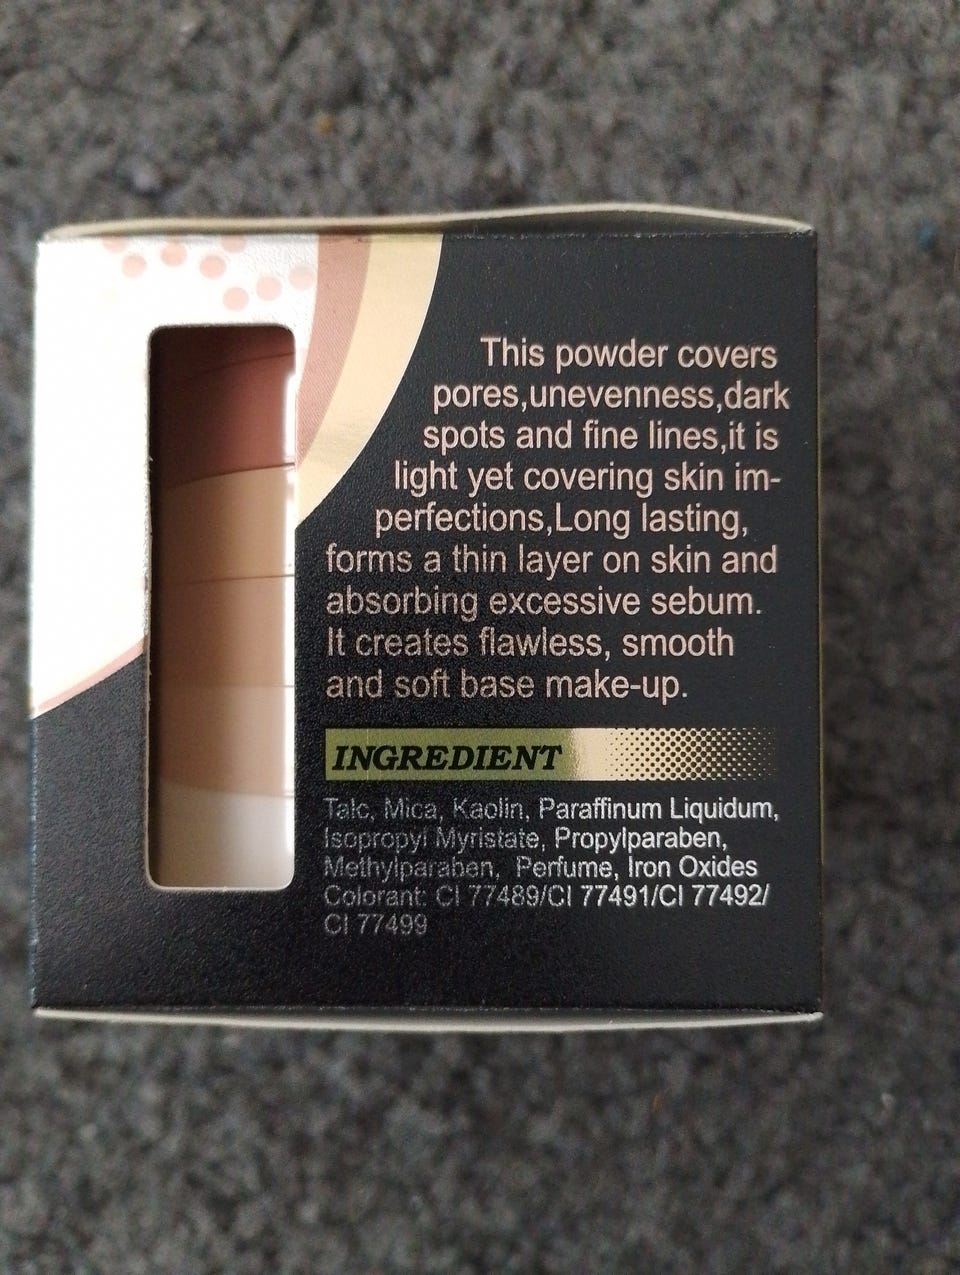 This powder covers
pores,unevenness,dark
spots and fine lines,it is
light yet covering skin im-
perfections,Long lasting,
forms a thin layer on skin and
absorbing excessive sebum.
It creates flawless, smooth
and soft base make-up.
INGREDIENT
Talc, Mica, Kaolin, Paraffinum Liquidum,
Isopropyl Myristate, Propylparaben,
Methylparaben, Perfume, Iron Oxides
Colorant: CI 77489/CI 77491/CI 77492/
CI 77499